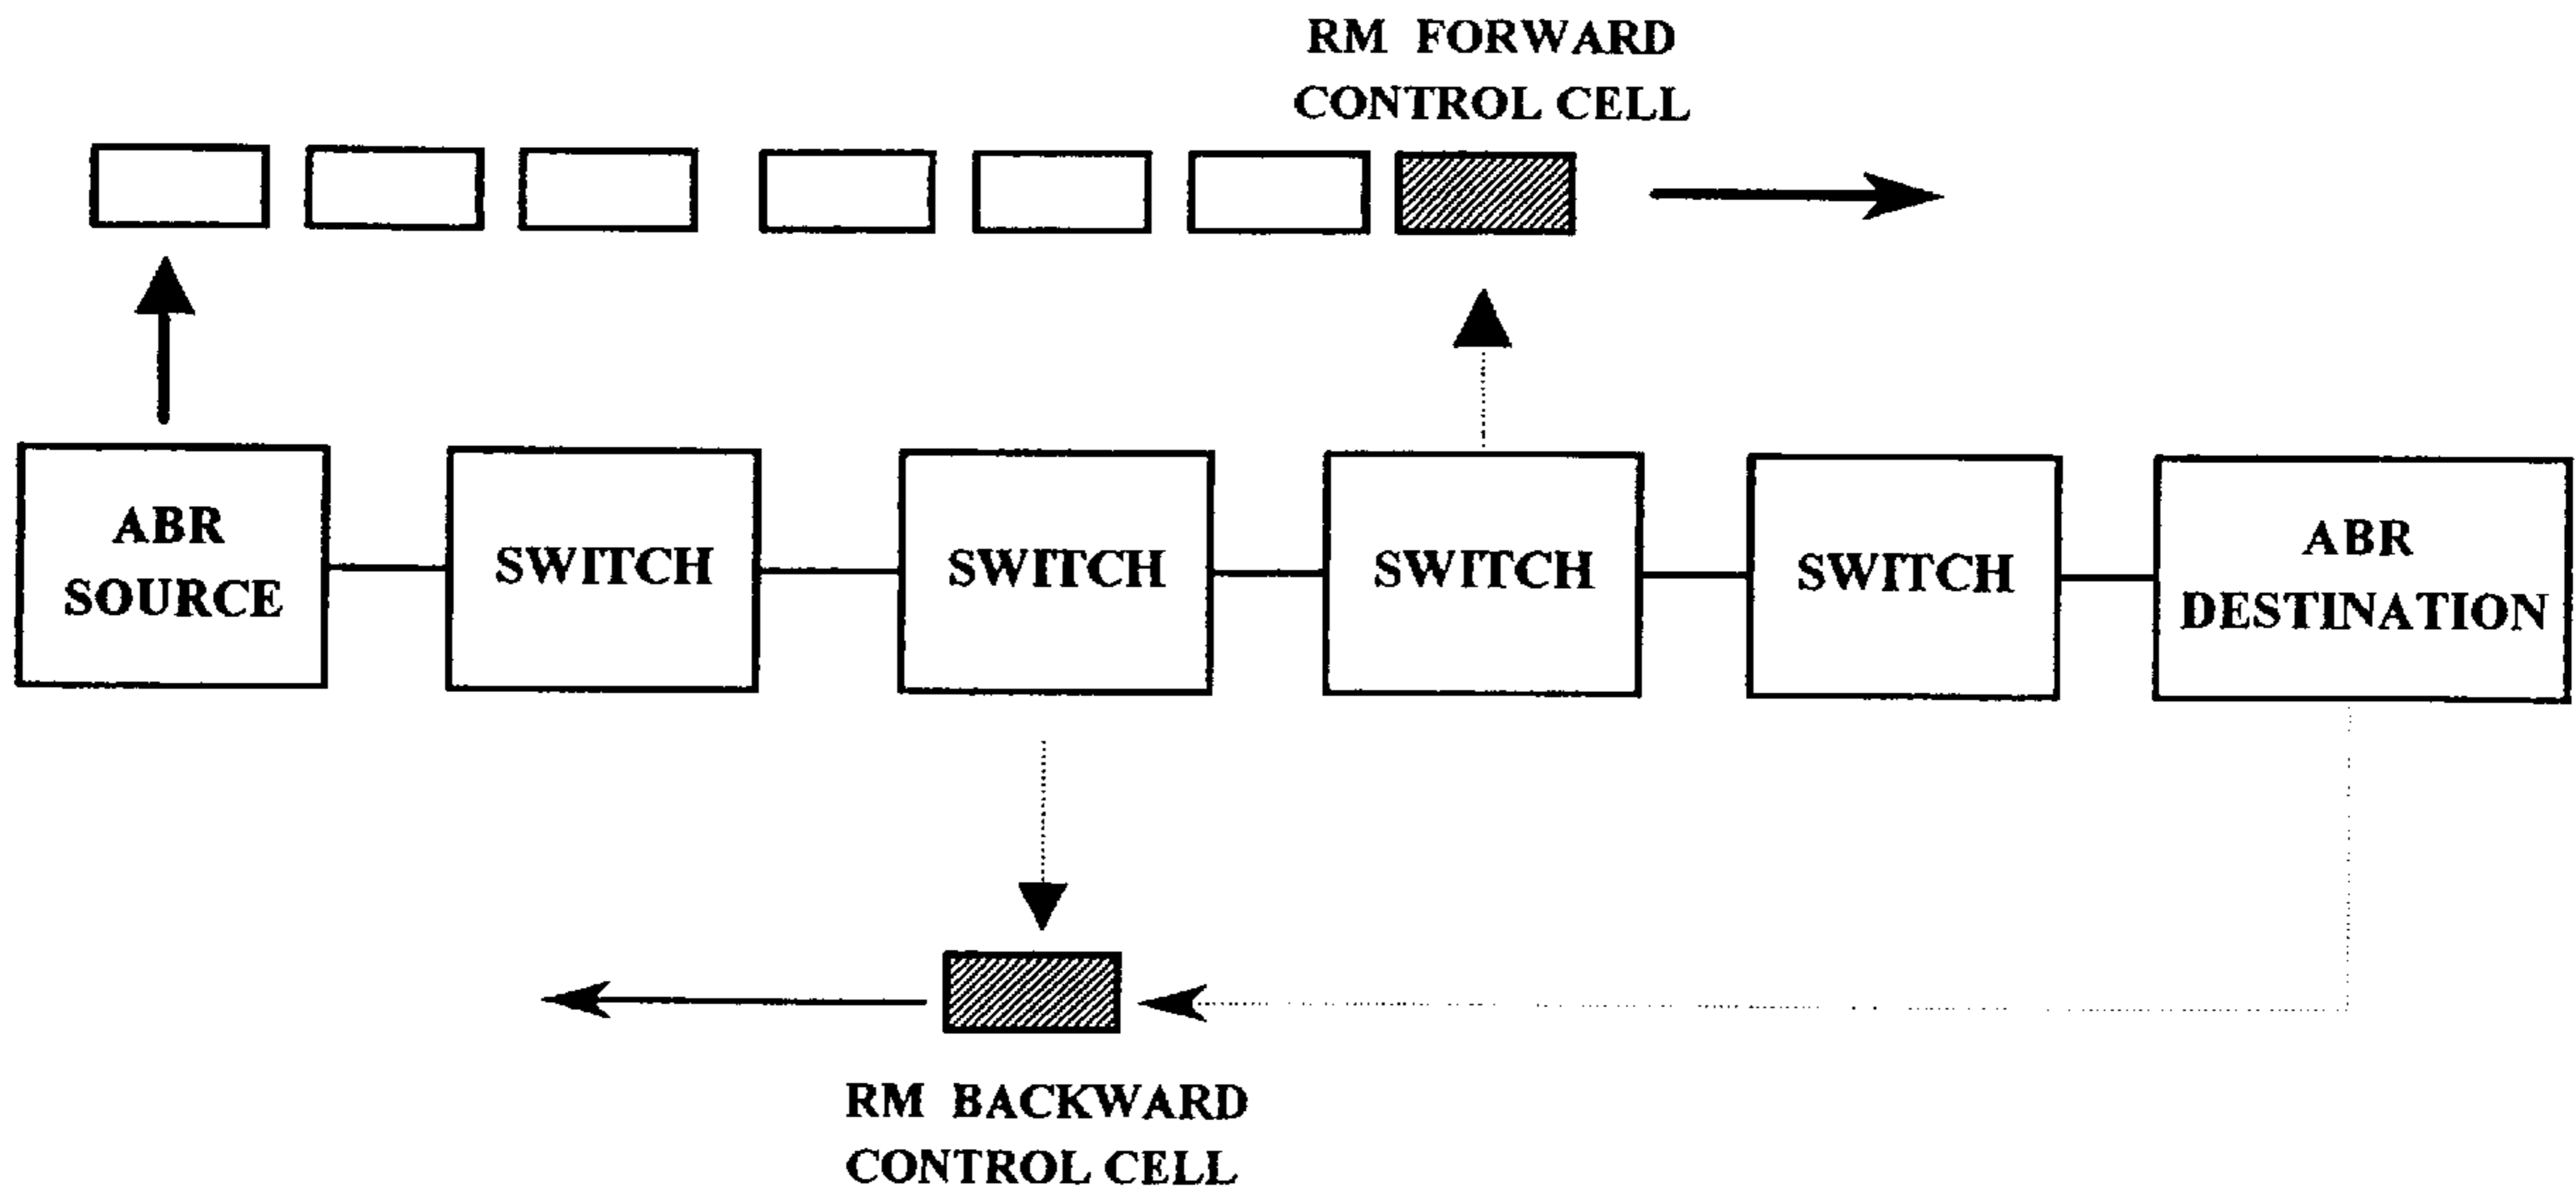 RM FORWARD
CONTROL CELL
ABR
SOURCE
SWITCH
SWITCH
SWITCH
SWITCH
ABR
DESTINATION
RM BACKWARD
CONTROL CELL